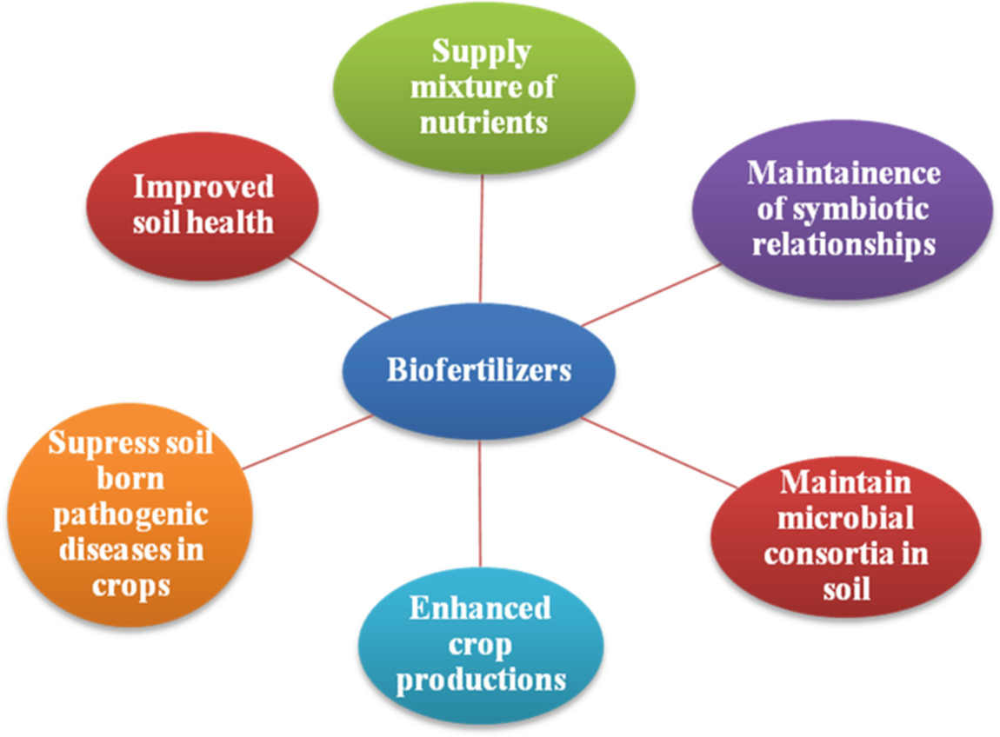 Supply
mixture of
nutrients
Maintainence
of symbiotic
relationships
Improved
soil health
Biofertilizers
Supress soil
born
pathogenic
diseases in
crops
Maintain
microbial
consortia in
soil
Enhanced
crop
productions